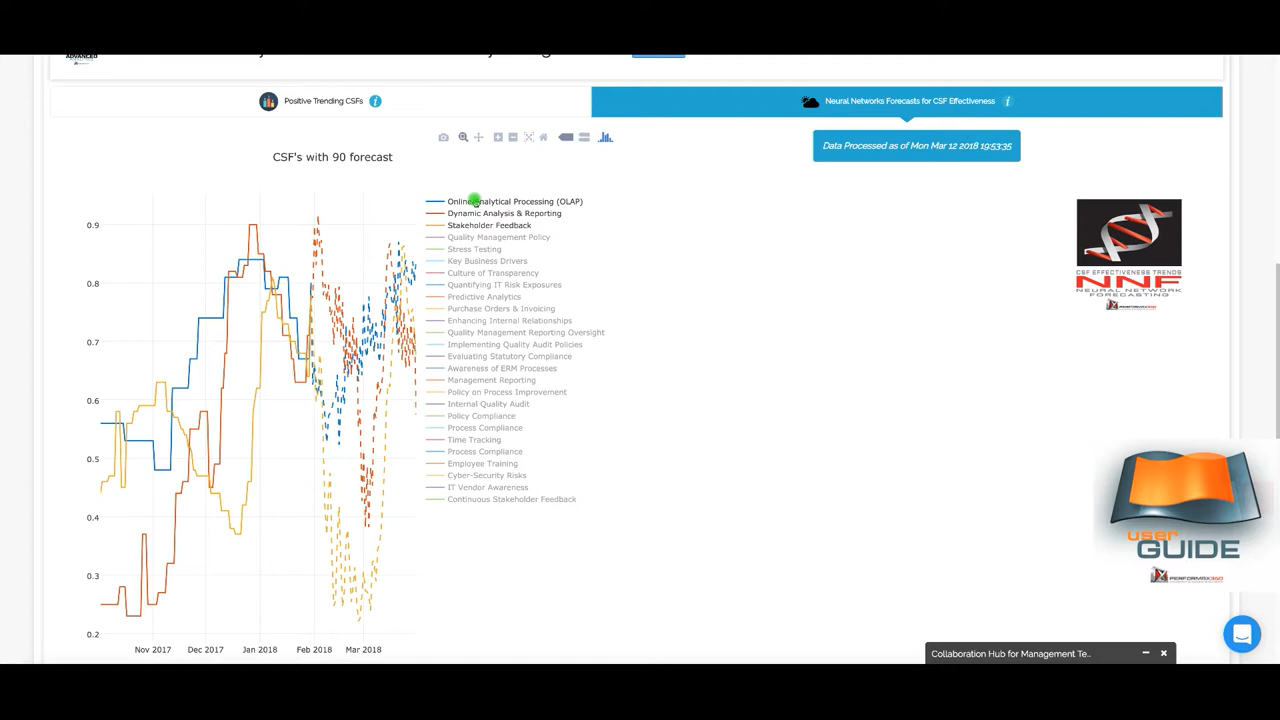 ADVANCED
Positive Trending CSFs
i
Neural Networks Forecasts for CSF Effectiveness
i
Data Processed as of Mon Mar 12 2018 19:53:35
CSF's with 90 forecast
Online Analytical Processing (OLAP)
Dynamic Analysis & Reporting
Stakeholder Feedback
Quality Management Policy
Stress Testing
Key Business Drivers
Culture of Transparency
Quantifying IT Risk Exposures
Predictive Analytics
Purchase Orders & Invoicing
Enhancing Internal Relationships
Quality Management Reporting Oversight
Implementing Quality Audit Policies
Evaluating Statutory Compliance
Awareness of ERM Processes
Management Reporting
Policy on Process Improvement
Internal Quality Audit
Policy Compliance
Process Compliance
Time Tracking
Process Compliance
Employee Training
Cyber-Security Risks
IT Vendor Awareness
Continuous Stakeholder Feedback
0.9
0.8
0.7
0.6
0.5
0.4
0.3
0.2
Nov 2017
Dec 2017
Jan 2018
Feb 2018
Mar 2018
CSF EFFECTIVENESS TRENDS
NNF
NEURAL NETWORK
FORECASTING
PERFORMAX360
user
GUIDE
PERFORMAX360
Collaboration Hub for Management Te...